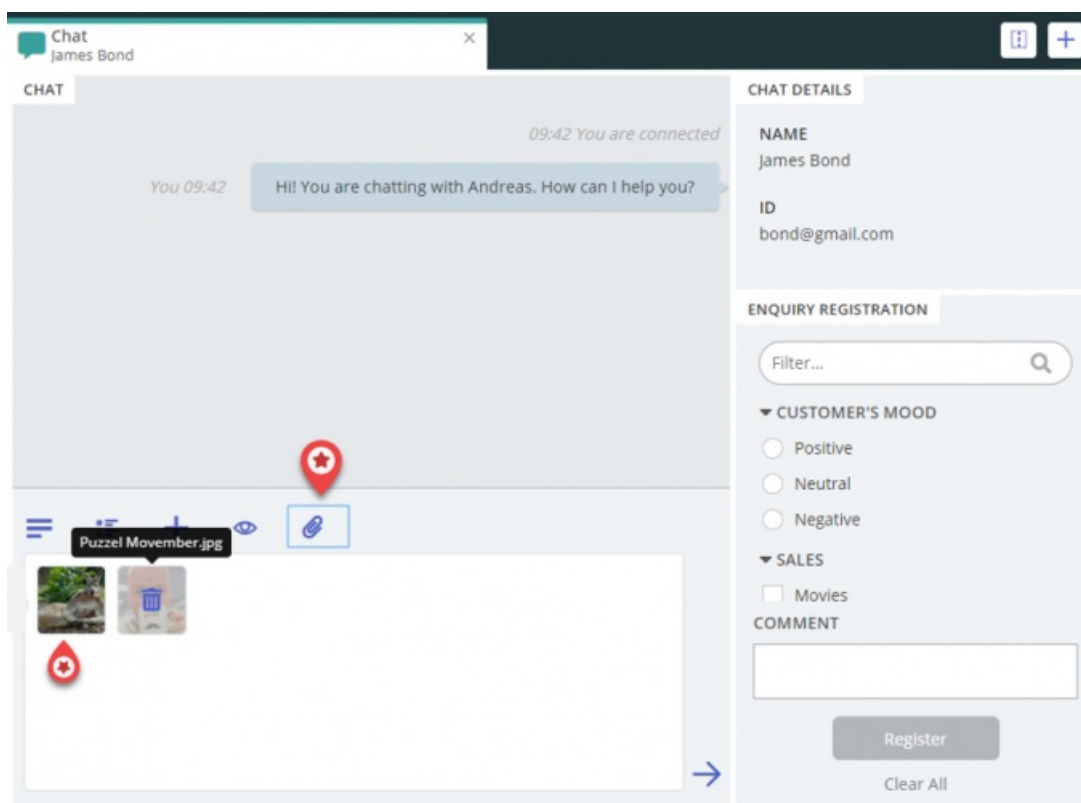 Chat
James Bond
CHAT
09:42 You are connected
You 09:42
Hi! You are chatting with Andreas. How can I help you?
Puzzel Movember.jpg
CHAT DETAILS
NAME
James Bond
ID
bond@gmail.com
ENQUIRY REGISTRATION
Filter...
CUSTOMER'S MOOD
Positive
Neutral
Negative
SALES
Movies
COMMENT
Register
Clear All